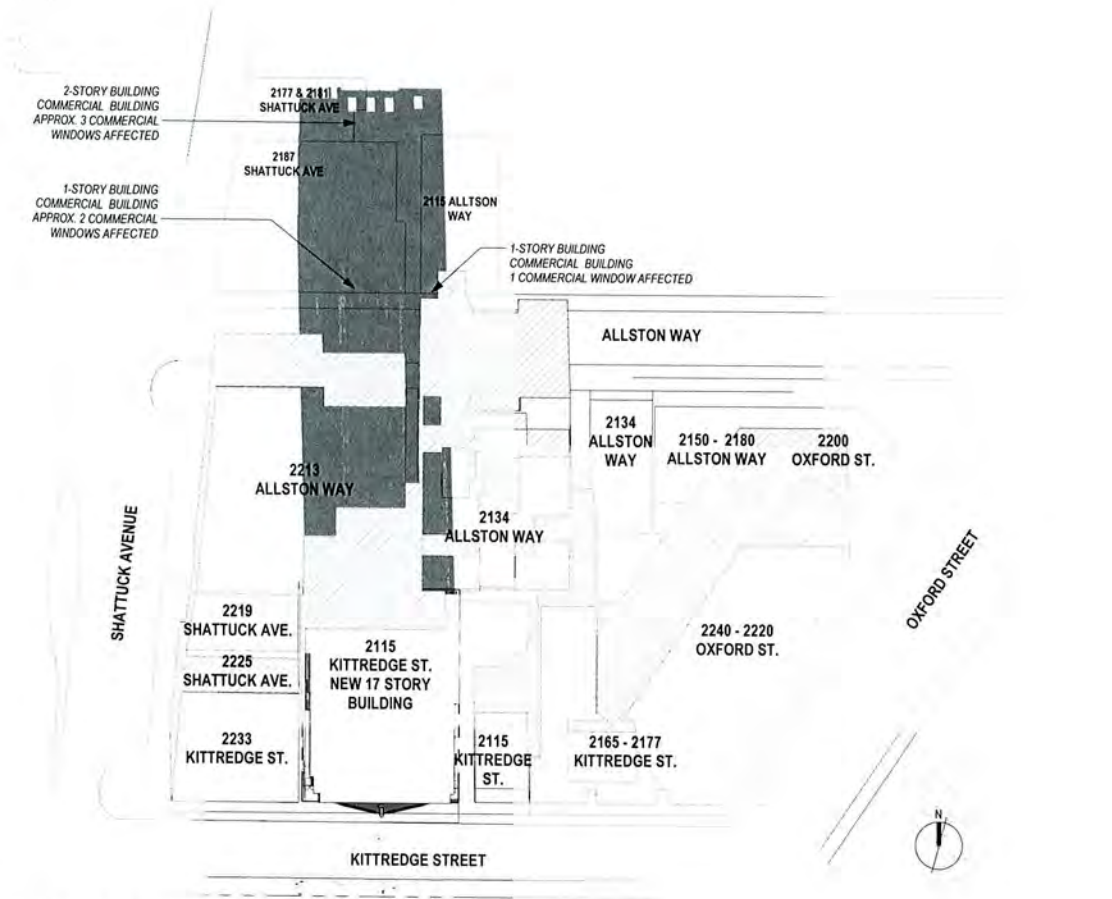 2-STORY BUILDING
COMMERCIAL BUILDING
APPROX. 3 COMMERCIAL
WINDOWS AFFECTED
2177 & 2181
SHATTUCK AVE
2187
SHATTUCK AVE
1-STORY BUILDING
COMMERCIAL BUILDING
APPROX. 2 COMMERCIAL
WINDOWS AFFECTED
2115 ALLTSON
WAY
1-STORY BUILDING
COMMERCIAL BUILDING
1 COMMERCIAL WINDOW AFFECTED
ALLSTON WAY
2134
ALLSTON
WAY
2150 - 2180
ALLSTON WAY
2200
OXFORD ST.
2213
ALLSTON WAY
2134
ALLSTON WAY
SHATTUCK AVENUE
OXFORD STREET
2219
SHATTUCK AVE.
2225
SHATTUCK AVE.
2233
KITTREDGE ST.
2115
KITTREDGE ST.
NEW 17 STORY
BUILDING
2240 - 2220
OXFORD ST.
2115
KITTREDGE
ST.
2165 - 2177
KITTREDGE ST.
KITTREDGE STREET
N